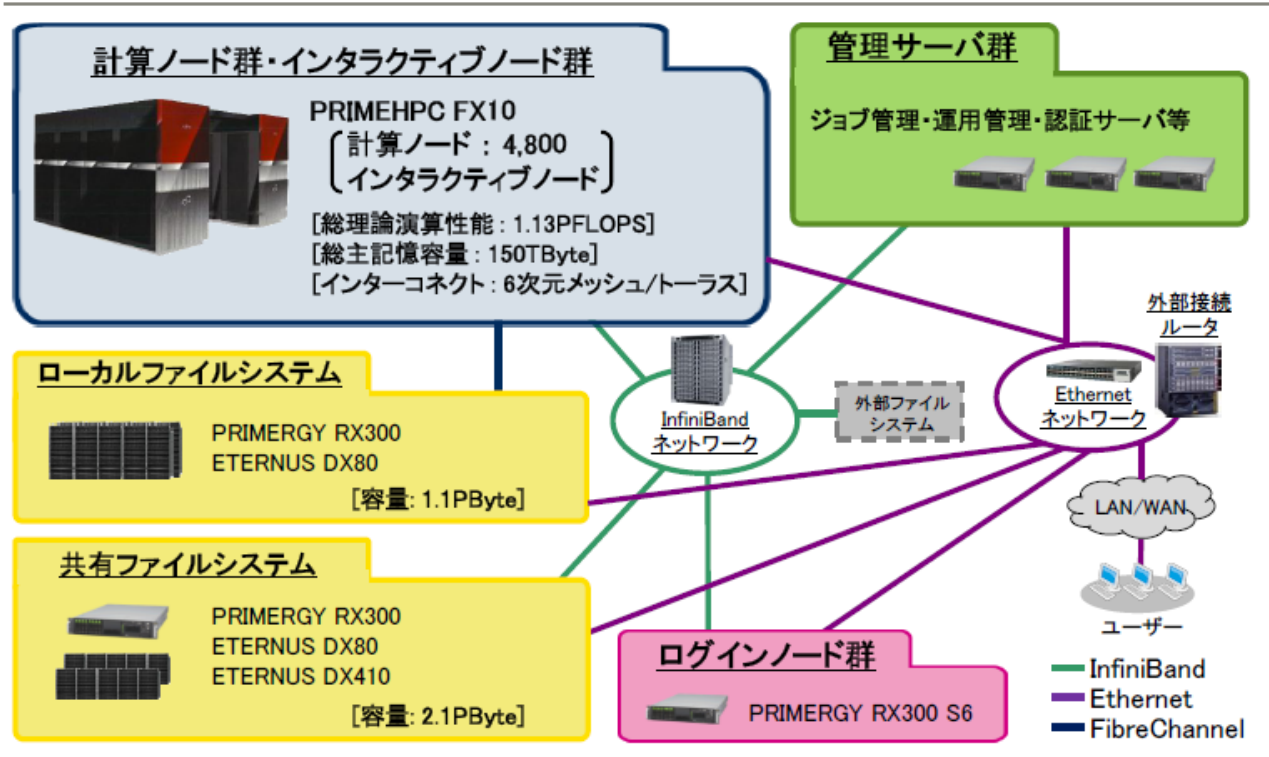 計算ノード群・インタラクティブノード群
PRIMEHPC FX10
計算ノード : 4,800
インタラクティブノード
[総理論演算性能 : 1.13PFLOPS]
[総主記憶容量 : 150TByte]
[インターコネクト : 6次元メッシュ/トーラス]
管理サーバ群
ジョブ管理・運用管理・認証サーバ等
外部接続
ルータ
ローカルファイルシステム
PRIMERGY RX300
ETERNUS DX80
[容量: 1.1PByte]
InfiniBand
ネットワーク
外部ファイル
システム
Ethernet
ネットワーク
LAN/WAN
共有ファイルシステム
PRIMERGY RX300
ETERNUS DX80
ETERNUS DX410
[容量: 2.1PByte]
ログインノード群
PRIMERGY RX300 S6
ユーザー
InfiniBand
Ethernet
FibreChannel